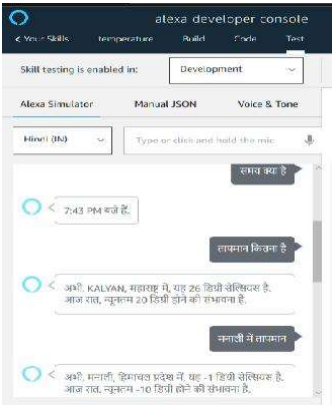 alexa developer console
< Your Skills temperature Build Code Test
Skill testing is enabled in: Development
Alexa Simulator Manual JSON Voice & Tone
Hindi (IN) Type or click and hold the mic
समय क्या है
7:43 PM बजे हैं.
तापमान कितना है
अभी, KALYAN, महाराष्ट्र में, यह 26 डिग्री सेल्सियस है.
आज रात, न्यूनतम 20 डिग्री होने की संभावना है.
मनाली में तापमान
अभी, मनाली, हिमाचल प्रदेश में, यह -1 डिग्री सेल्सियस है.
आज रात, न्यूनतम -10 डिग्री होने की संभावना है.